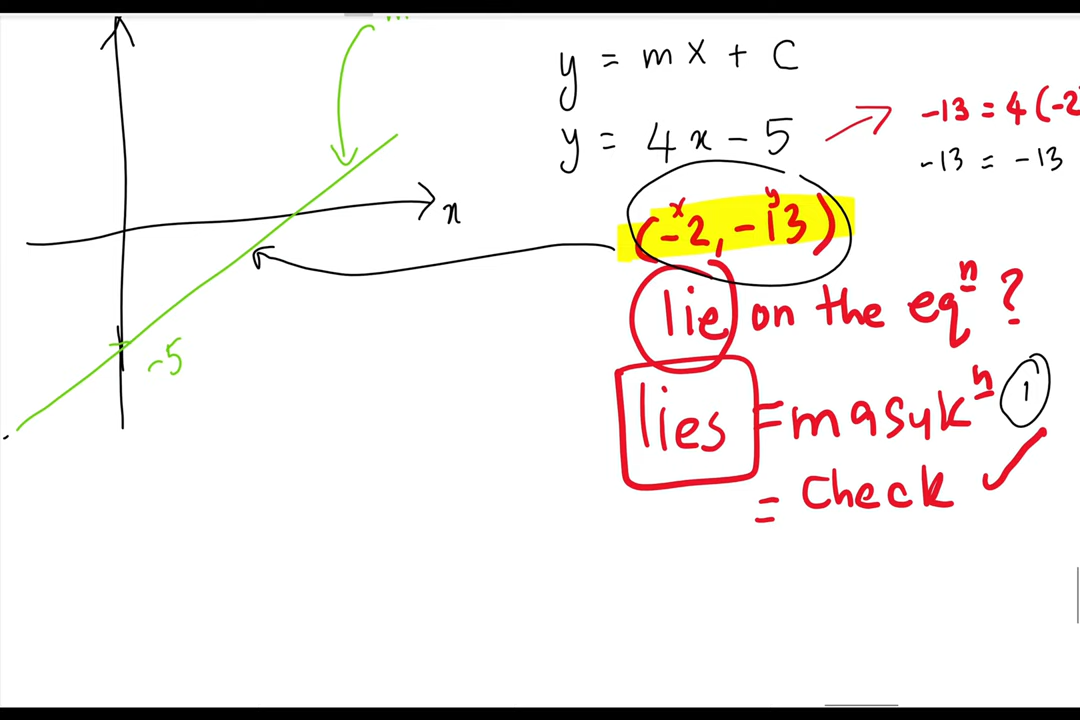 y = mx + c
y = 4x - 5
-13 = 4(-2
-13 = -13
x y
(-2, -13)
lie on the eqⁿ?
lies = masukⁿ 1
= check ✓
x
-5